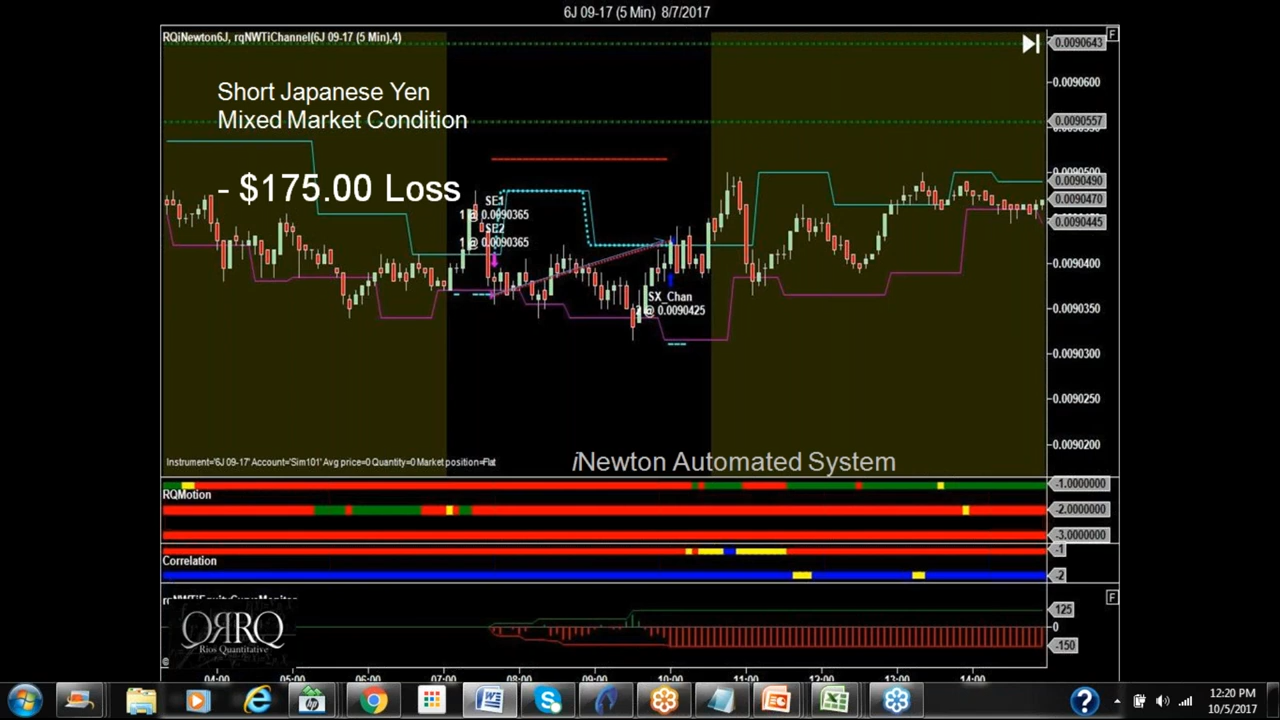 6J 09-17 (5 Min) 8/7/2017
RQiNewton6J, rqNWTiChannel(6J 09-17 (5 Min),4)
F
0.0090643
0.0090600
Short Japanese Yen
Mixed Market Condition
0.0090557
- $175.00 Loss
0.0090490
0.0090470
0.0090445
SE1
1 @ 0.0090365
SE2
1 @ 0.0090365
0.0090400
SX_Chan
2 @ 0.0090425
0.0090350
0.0090300
0.0090250
0.0090200
Instrument='6J 09-17' Account='Sim101' Avg price=0 Quantity=0 Market position=Flat
iNewton Automated System
-1.0000000
RQMotion
-2.0000000
-3.0000000
-1
Correlation
-2
F
125
0
-150
ORRQ
Rios Quantitative
04:00 05:00 06:00 07:00 08:00 09:00 10:00 11:00 12:00 13:00 14:00
12:20 PM
10/5/2017